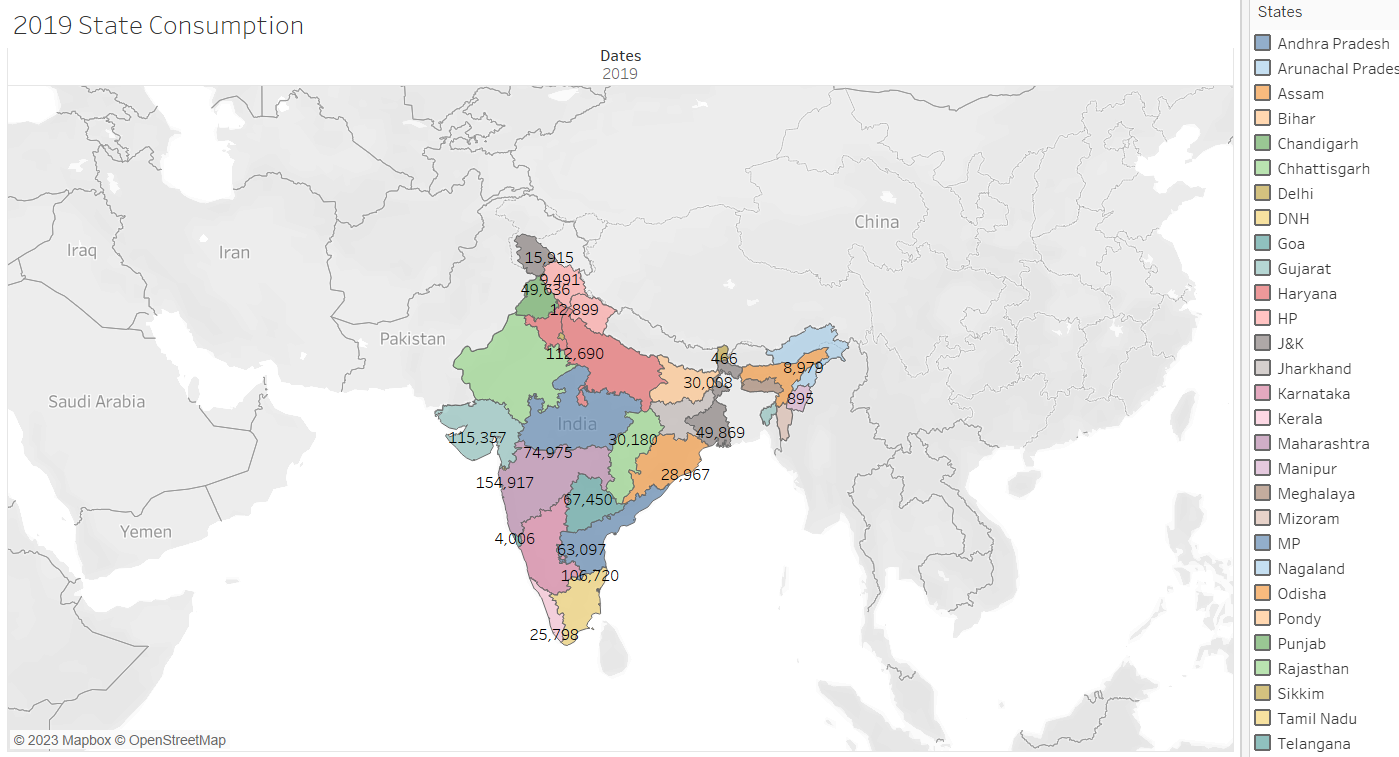 2019 State Consumption
Dates
2019
China
Iraq
Iran
Pakistan
Saudi Arabia
India
Yemen
15,915
9,491
49,636
12,899
112,690
466
8,979
30,008
895
115,357
30,180
49,869
74,975
154,917
28,967
67,450
4,006
63,097
106,720
25,798
© 2023 Mapbox © OpenStreetMap
States
Andhra Pradesh
Arunachal Prades
Assam
Bihar
Chandigarh
Chhattisgarh
Delhi
DNH
Goa
Gujarat
Haryana
HP
J&K
Jharkhand
Karnataka
Kerala
Maharashtra
Manipur
Meghalaya
Mizoram
MP
Nagaland
Odisha
Pondy
Punjab
Rajasthan
Sikkim
Tamil Nadu
Telangana